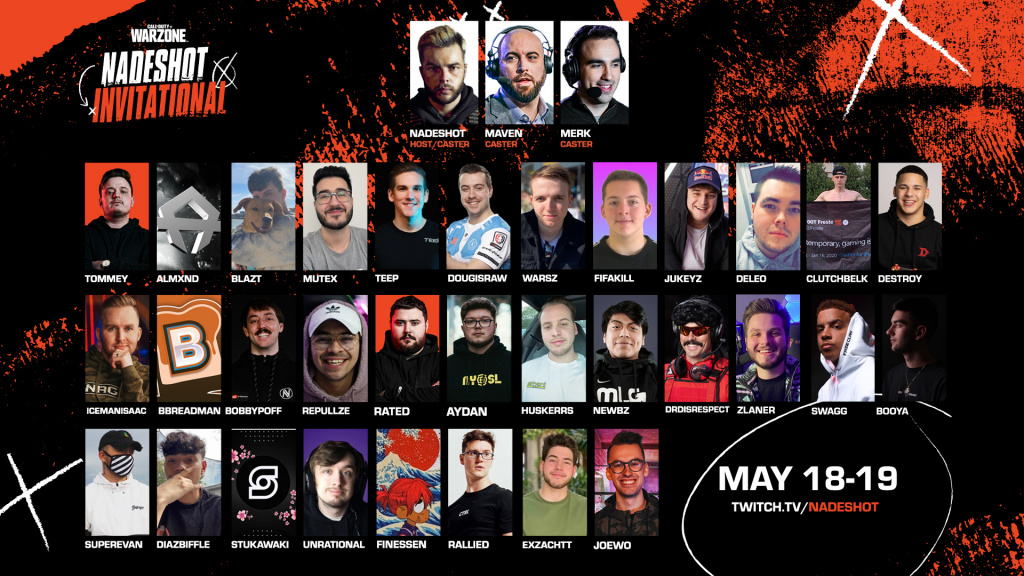 CALL OF DUTY
WARZONE
NADESHOT
INVITATIONAL
NADESHOT
HOST/CASTER
MAVEN
CASTER
MERK
CASTER
TOMMEY
ALMXND
BLAZT
MUTEX
TEEP
DOUGISRAW
WARSZ
FIFAKILL
JUKEYZ
DELEO
CLUTCHBELK
DESTROY
ICEMANISAAC
BBREADMAN
BOBBYPOFF
REPULLZE
RATED
AYDAN
HUSKERRS
NEWBZ
DRDISRESPECT
ZLANER
SWAGG
BOOYA
SUPEREVAN
DIAZBIFFLE
STUKAWAKI
UNRATIONAL
FINESSEN
RALLIED
EXZACHTT
JOEWO
MAY 18-19
TWITCH.TV/NADESHOT